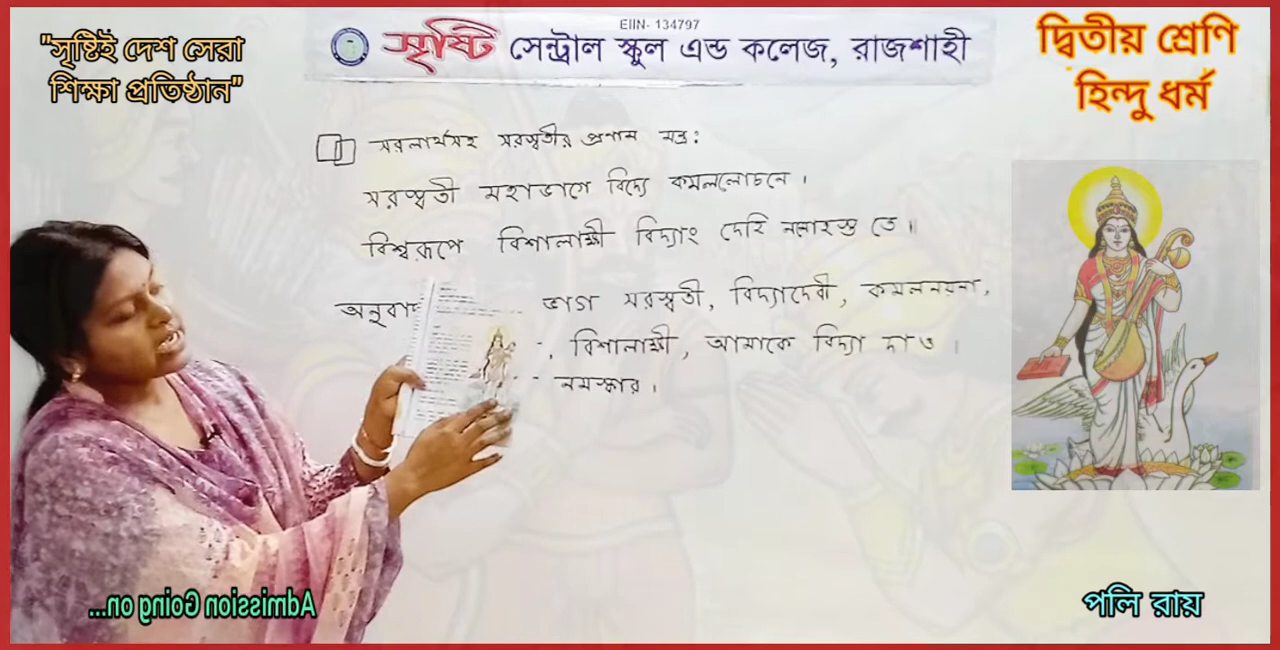 "সৃষ্টিই দেশ সেরা
শিক্ষা প্রতিষ্ঠান"
EIIN- 134797
সৃষ্টি সেন্ট্রাল স্কুল এন্ড কলেজ, রাজশাহী
দ্বিতীয় শ্রেণি
হিন্দু ধর্ম
সরলার্থসহ সরস্বতীর প্রণাম মন্ত্র:
সরস্বতী মহাভাগে বিদ্যে কমললোচনে ।
বিশ্বরূপে বিশালাক্ষী বিদ্যাং দেহি নমোহস্তু তে ।
অনুবাদ ভাগ সরস্বতী, বিদ্যাদেবী, কমলনয়না,
, বিশালাক্ষী, আমাকে বিদ্যা দাও ।
নমস্কার ।
Admission Going on...
পলি রায়